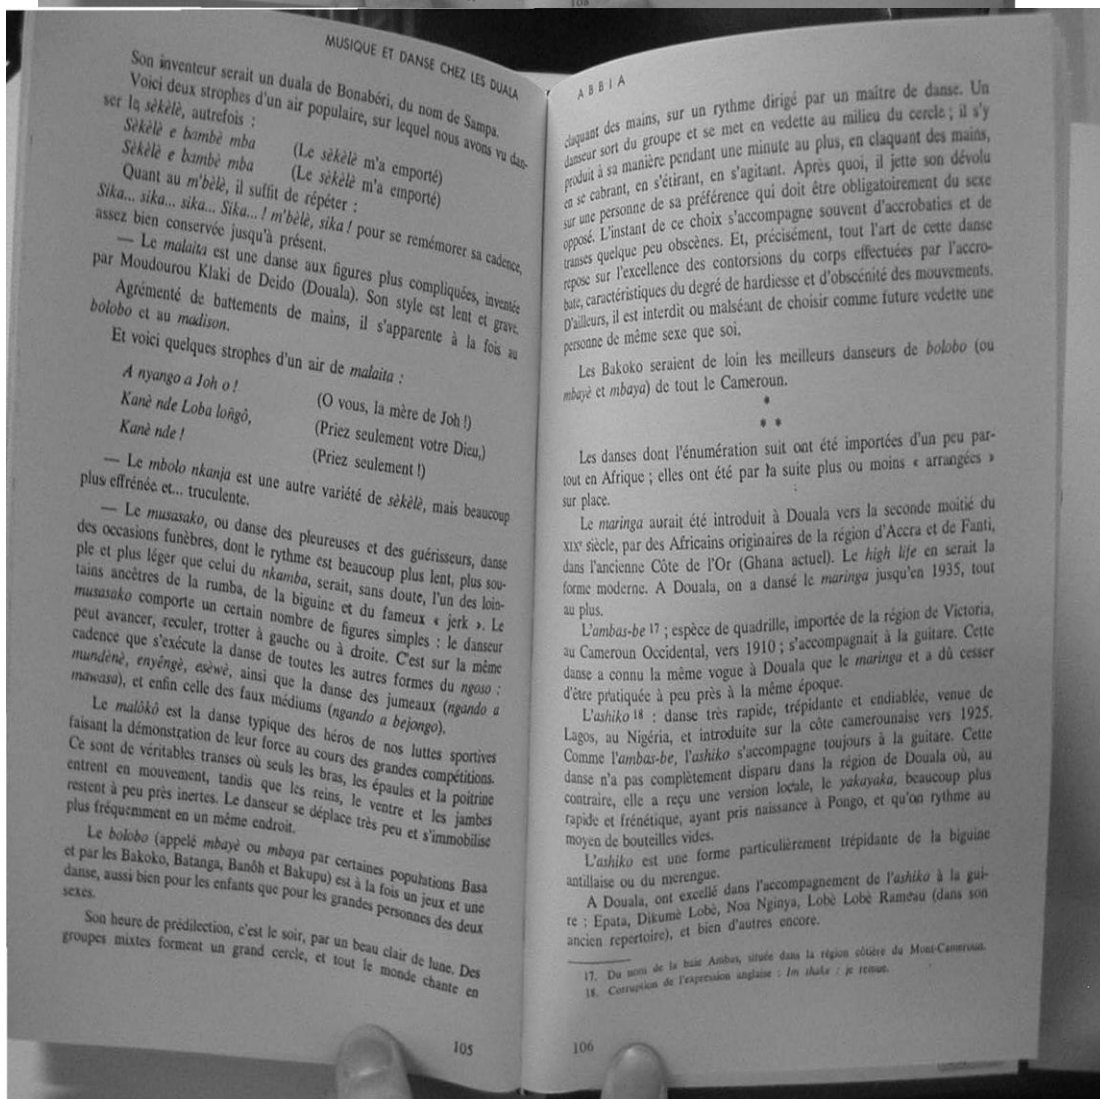 MUSIQUE ET DANSE CHEZ LES DUALA
Son inventeur serait un duala de Bonabéri, du nom de Sampa.
Voici deux strophes d'un air populaire, sur lequel nous avons vu dan-
ser le sèkèlè, autrefois :
Sèkèlè e bambè mba (Le sèkèlè m'a emporté)
Sèkèlè e bambè mba (Le sèkèlè m'a emporté)
Quant au m'bèlè, il suffit de répéter :
Sika... sika... sika... Sika... ! m'bèlè, sika ! pour se remémorer sa cadence,
assez bien conservée jusqu'à présent.
— Le malaita est une danse aux figures plus compliquées, inventée
par Moudourou Klaki de Deido (Douala). Son style est lent et grave.
Agrémenté de battements de mains, il s'apparente à la fois au
bolobo et au madison.
Et voici quelques strophes d'un air de malaita :
A nyango a Joh o ! (O vous, la mère de Joh !)
Kanè nde Loba loñgô, (Priez seulement votre Dieu,)
Kanè nde ! (Priez seulement !)
— Le mbolo nkanja est une autre variété de sèkèlè, mais beaucoup
plus effrénée et... truculente.
— Le musasako, ou danse des pleureuses et des guérisseurs, danse
des occasions funèbres, dont le rythme est beaucoup plus lent, plus sou-
ple et plus léger que celui du nkamba, serait, sans doute, l'un des loin-
tains ancêtres de la rumba, de la biguine et du fameux « jerk ». Le
musasako comporte un certain nombre de figures simples : le danseur
peut avancer, reculer, trotter à gauche ou à droite. C'est sur la même
cadence que s'exécute la danse de toutes les autres formes du ngoso :
mundènè, enyêngè, esèwè, ainsi que la danse des jumeaux (ngando a
mawasa), et enfin celle des faux médiums (ngando a bejongo).
Le malôkô est la danse typique des héros de nos luttes sportives
faisant la démonstration de leur force au cours des grandes compétitions.
Ce sont de véritables transes où seuls les bras, les épaules et la poitrine
entrent en mouvement, tandis que les reins, le ventre et les jambes
restent à peu près inertes. Le danseur se déplace très peu et s'immobilise
plus fréquemment en un même endroit.
Le bolobo (appelé mbayè ou mbaya par certaines populations Basa
et par les Bakoko, Batanga, Banôh et Bakupu) est à la fois un jeux et une
danse, aussi bien pour les enfants que pour les grandes personnes des deux
sexes.
Son heure de prédilection, c'est le soir, par un beau clair de lune. Des
groupes mixtes forment un grand cercle, et tout le monde chante en
105
ABBIA
claquant des mains, sur un rythme dirigé par un maître de danse. Un
danseur sort du groupe et se met en vedette au milieu du cercle ; il s'y
produit à sa manière pendant une minute au plus, en claquant des mains,
en se cabrant, en s'étirant, en s'agitant. Après quoi, il jette son dévolu
sur une personne de sa préférence qui doit être obligatoirement du sexe
opposé. L'instant de ce choix s'accompagne souvent d'accrobaties et de
transes quelque peu obscènes. Et, précisément, tout l'art de cette danse
repose sur l'excellence des contorsions du corps effectuées par l'accro-
bate, caractéristiques du degré de hardiesse et d'obscénité des mouvements.
D'ailleurs, il est interdit ou malséant de choisir comme future vedette une
personne de même sexe que soi.
Les Bakoko seraient de loin les meilleurs danseurs de bolobo (ou
mbayè et mbaya) de tout le Cameroun.
*
* *
Les danses dont l'énumération suit ont été importées d'un peu par-
tout en Afrique ; elles ont été par la suite plus ou moins « arrangées »
sur place.
Le maringa aurait été introduit à Douala vers la seconde moitié du
XIXe siècle, par des Africains originaires de la région d'Accra et de Fanti,
dans l'ancienne Côte de l'Or (Ghana actuel). Le high life en serait la
forme moderne. A Douala, on a dansé le maringa jusqu'en 1935, tout
au plus.
L'ambas-be 17 ; espèce de quadrille, importée de la région de Victoria,
au Cameroun Occidental, vers 1910 ; s'accompagnait à la guitare. Cette
danse a connu la même vogue à Douala que le maringa et a dû cesser
d'être pratiquée à peu près à la même époque.
L'ashiko 18 : danse très rapide, trépidante et endiablée, venue de
Lagos, au Nigéria, et introduite sur la côte camerounaise vers 1925.
Comme l'ambas-be, l'ashiko s'accompagne toujours à la guitare. Cette
danse n'a pas complètement disparu dans la région de Douala où, au
contraire, elle a reçu une version locale, le yakayaka, beaucoup plus
rapide et frénétique, ayant pris naissance à Pongo, et qu'on rythme au
moyen de bouteilles vides.
L'ashiko est une forme particulièrement trépidante de la biguine
antillaise ou du merengue.
A Douala, ont excellé dans l'accompagnement de l'ashiko à la gui-
re : Epata, Dikumè Lobè, Noa Nginya, Lobè Lobè Rameau (dans son
ancien repertoire), et bien d'autres encore.
17. Du nom de la baie Ambas, située dans la région côtière du Mont-Cameroun.
18. Corruption de l'expression anglaise : Im shake : je remue.
106